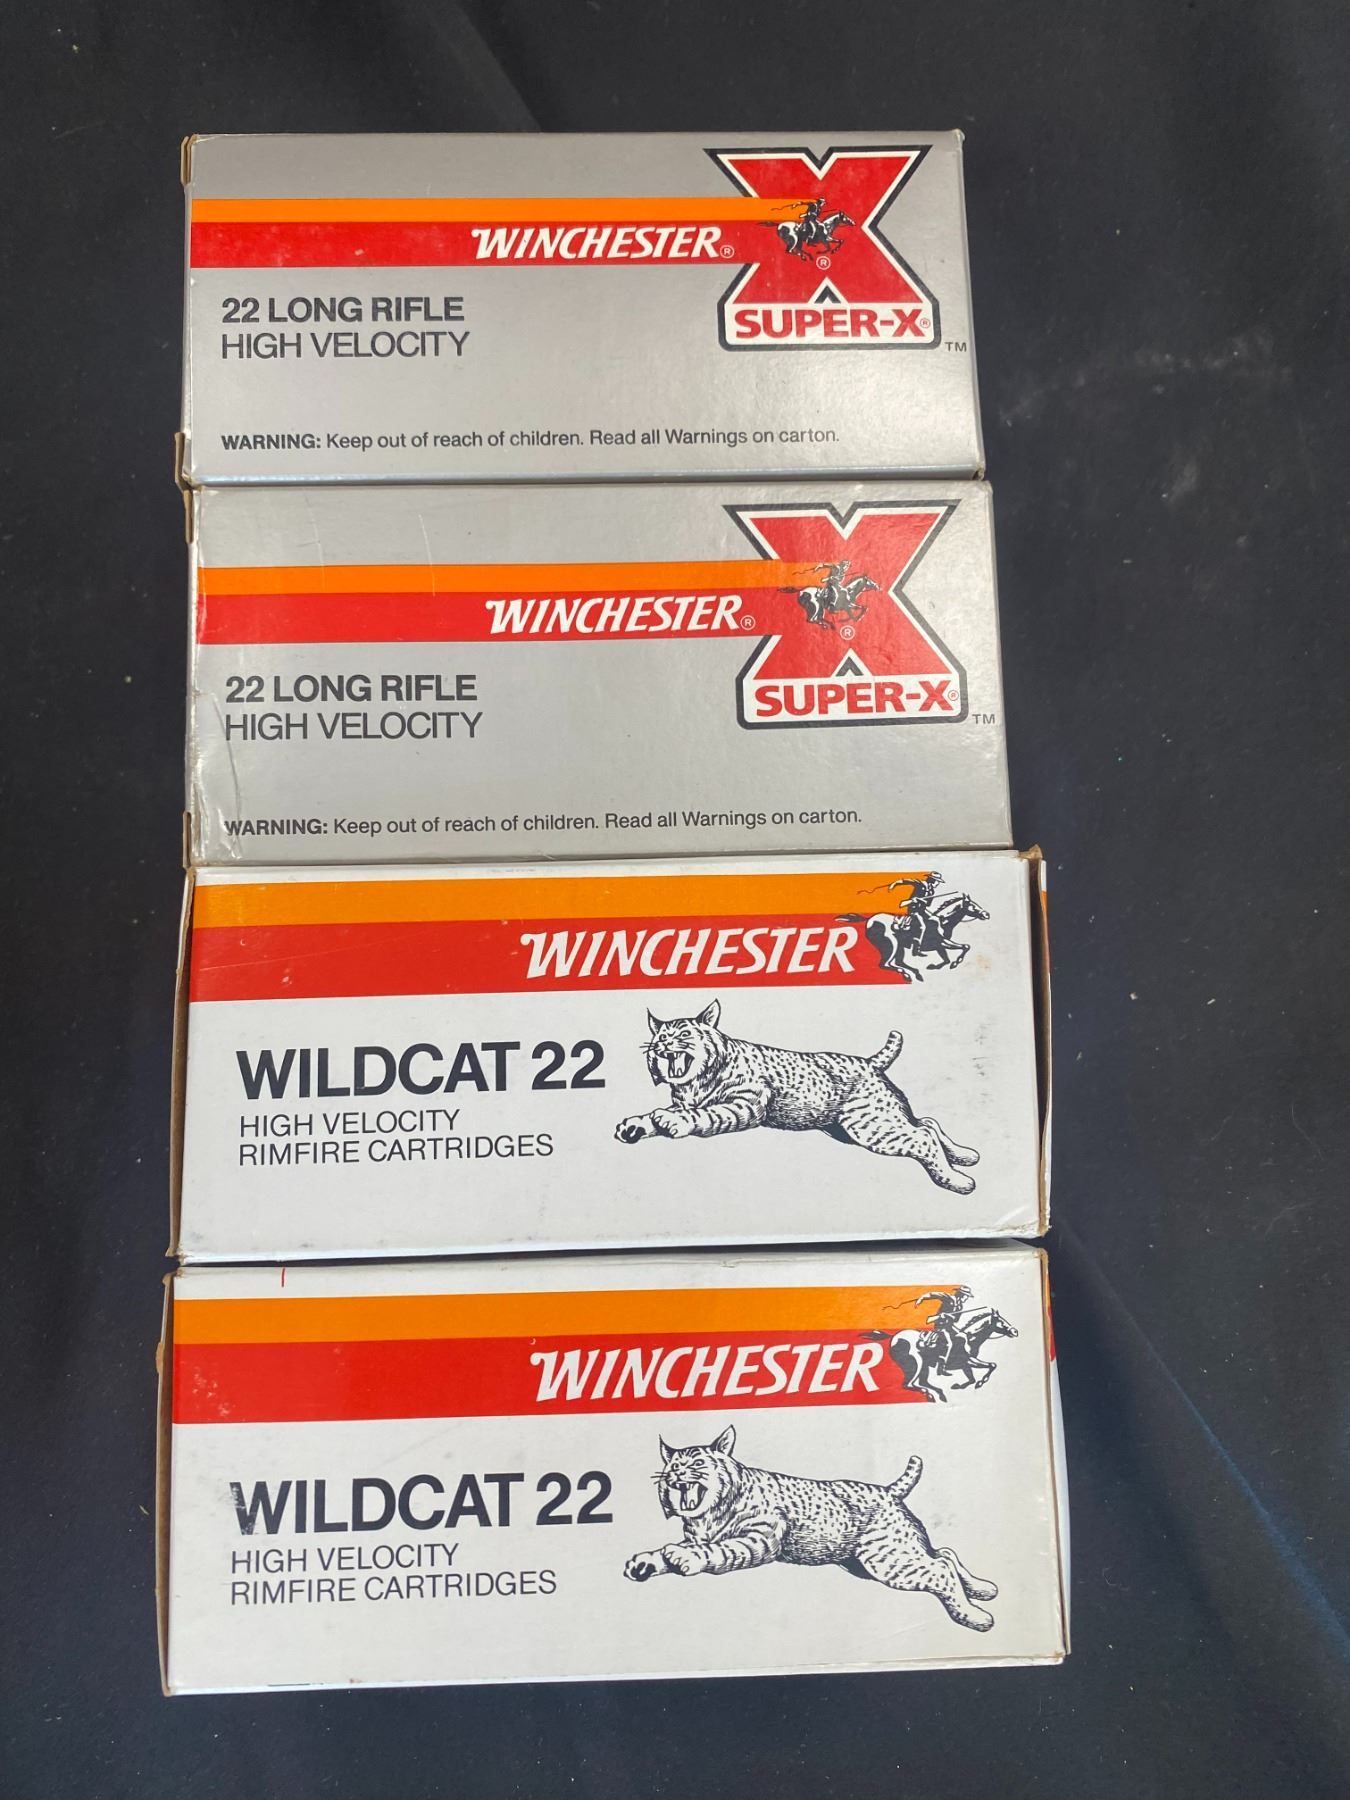 WINCHESTER®
®
SUPER-X®
TM
22 LONG RIFLE
HIGH VELOCITY
WARNING: Keep out of reach of children. Read all Warnings on carton.
WINCHESTER®
®
SUPER-X®
TM
22 LONG RIFLE
HIGH VELOCITY
WARNING: Keep out of reach of children. Read all Warnings on carton.
WINCHESTER
WILDCAT 22
HIGH VELOCITY
RIMFIRE CARTRIDGES
WINCHESTER
WILDCAT 22
HIGH VELOCITY
RIMFIRE CARTRIDGES